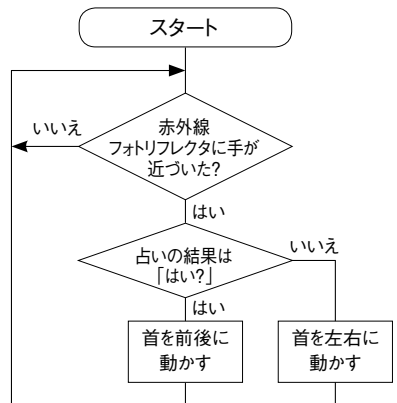 スタート
いいえ
赤外線
フォトリフレクタに手が
近づいた?
はい
占いの結果は
「はい?」
いいえ
はい
首を前後に
動かす
首を左右に
動かす